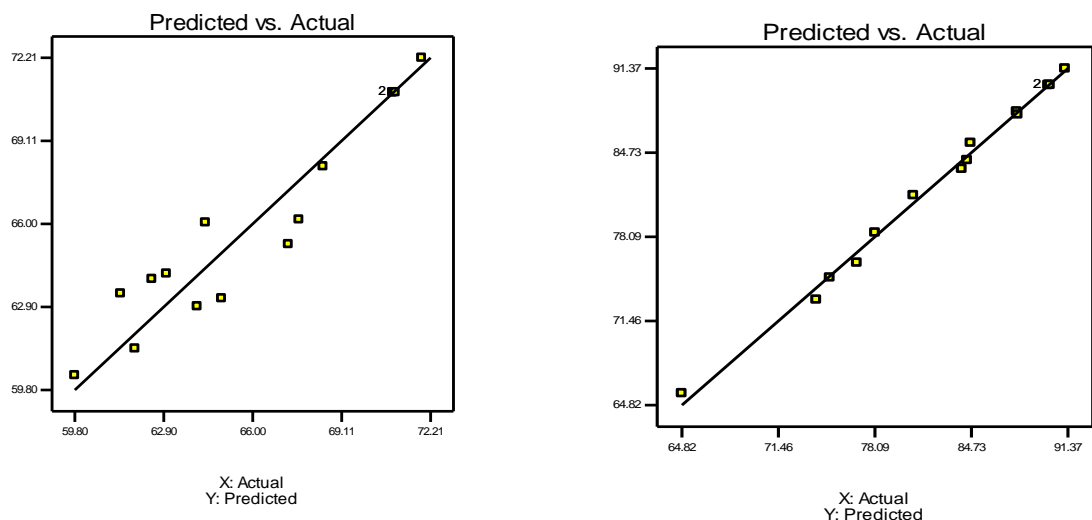 Predicted vs. Actual
72.21
2
69.11
66.00
62.90
59.80
59.80 62.90 66.00 69.11 72.21
X: Actual
Y: Predicted
Predicted vs. Actual
91.37
2
84.73
78.09
71.46
64.82
64.82 71.46 78.09 84.73 91.37
X: Actual
Y: Predicted